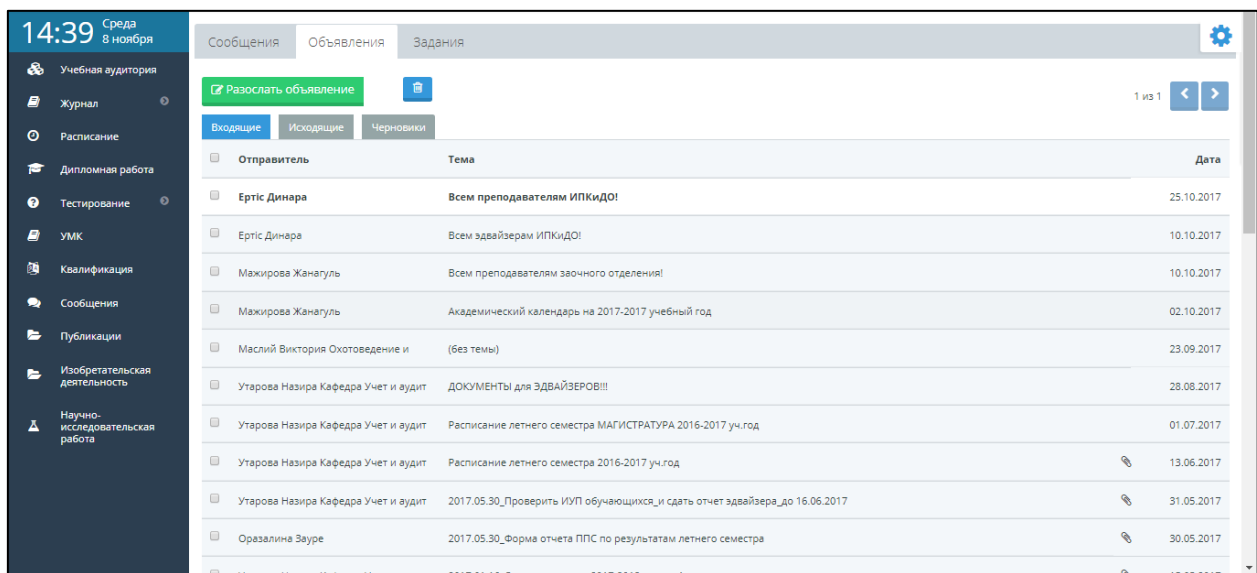 14:39 Среда
8 ноября
Учебная аудитория
Журнал
Расписание
Дипломная работа
Тестирование
УМК
Квалификация
Сообщения
Публикации
Изобретательская
деятельность
Научно-
исследовательская
работа
Сообщения Объявления Задания
Разослать объявление
1 из 1
Входящие Исходящие Черновики
Отправитель Тема Дата
Ертіс Динара Всем преподавателям ИПКиДО! 25.10.2017
Ертіс Динара Всем эдвайзерам ИПКиДО! 10.10.2017
Мажирова Жанагуль Всем преподавателям заочного отделения! 10.10.2017
Мажирова Жанагуль Академический календарь на 2017-2017 учебный год 02.10.2017
Маслий Виктория Охотоведение и (без темы) 23.09.2017
Утарова Назира Кафедра Учет и аудит ДОКУМЕНТЫ для ЭДВАЙЗЕРОВ!!! 28.08.2017
Утарова Назира Кафедра Учет и аудит Расписание летнего семестра МАГИСТРАТУРА 2016-2017 уч.год 01.07.2017
Утарова Назира Кафедра Учет и аудит Расписание летнего семестра 2016-2017 уч.год 13.06.2017
Утарова Назира Кафедра Учет и аудит 2017.05.30_Проверить ИУП обучающихся_и сдать отчет эдвайзера_до 16.06.2017 31.05.2017
Оразалина Зауре 2017.05.30_Форма отчета ППС по результатам летнего семестра 30.05.2017